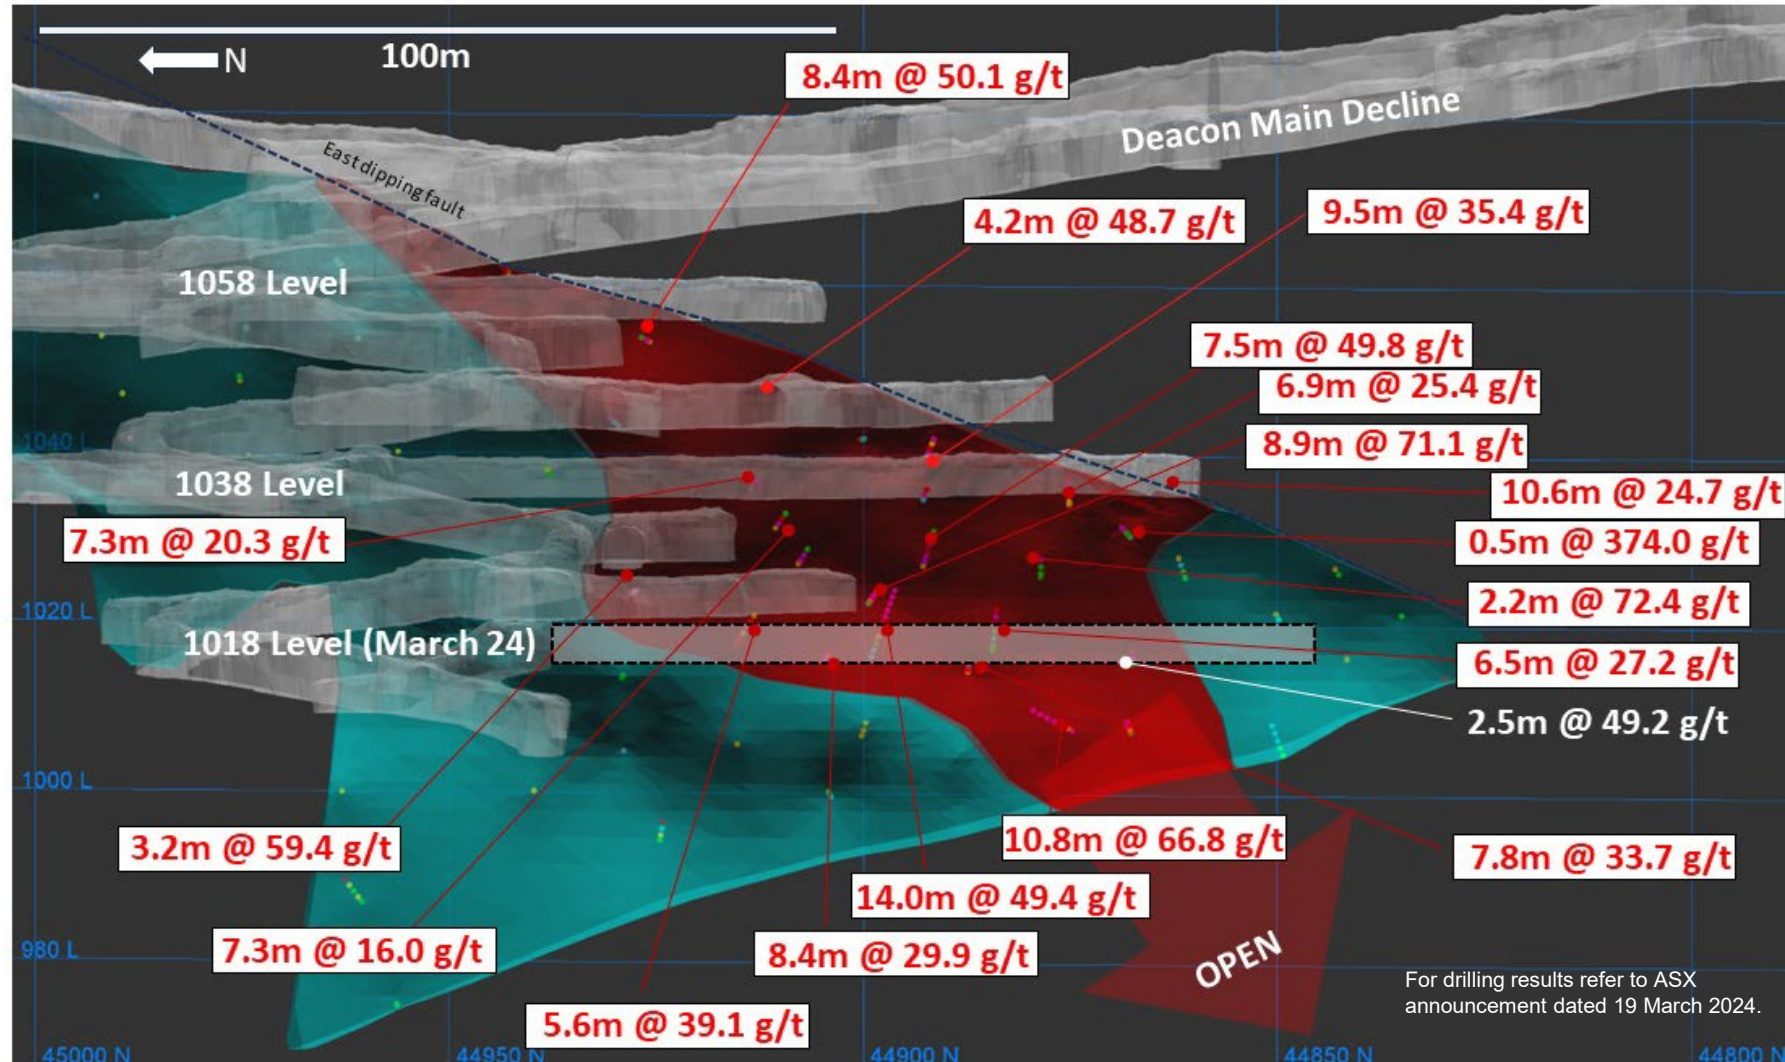 N
100m
8.4m @ 50.1 g/t
Deacon Main Decline
East dipping fault
4.2m @ 48.7 g/t
9.5m @ 35.4 g/t
1058 Level
7.5m @ 49.8 g/t
6.9m @ 25.4 g/t
8.9m @ 71.1 g/t
1040 L
1038 Level
10.6m @ 24.7 g/t
7.3m @ 20.3 g/t
0.5m @ 374.0 g/t
2.2m @ 72.4 g/t
1020 L
1018 Level (March 24)
6.5m @ 27.2 g/t
2.5m @ 49.2 g/t
1000 L
3.2m @ 59.4 g/t
10.8m @ 66.8 g/t
7.8m @ 33.7 g/t
14.0m @ 49.4 g/t
7.3m @ 16.0 g/t
8.4m @ 29.9 g/t
980 L
OPEN
For drilling results refer to ASX
announcement dated 19 March 2024.
5.6m @ 39.1 g/t
45000 N
44950 N
44900 N
44850 N
44800 N